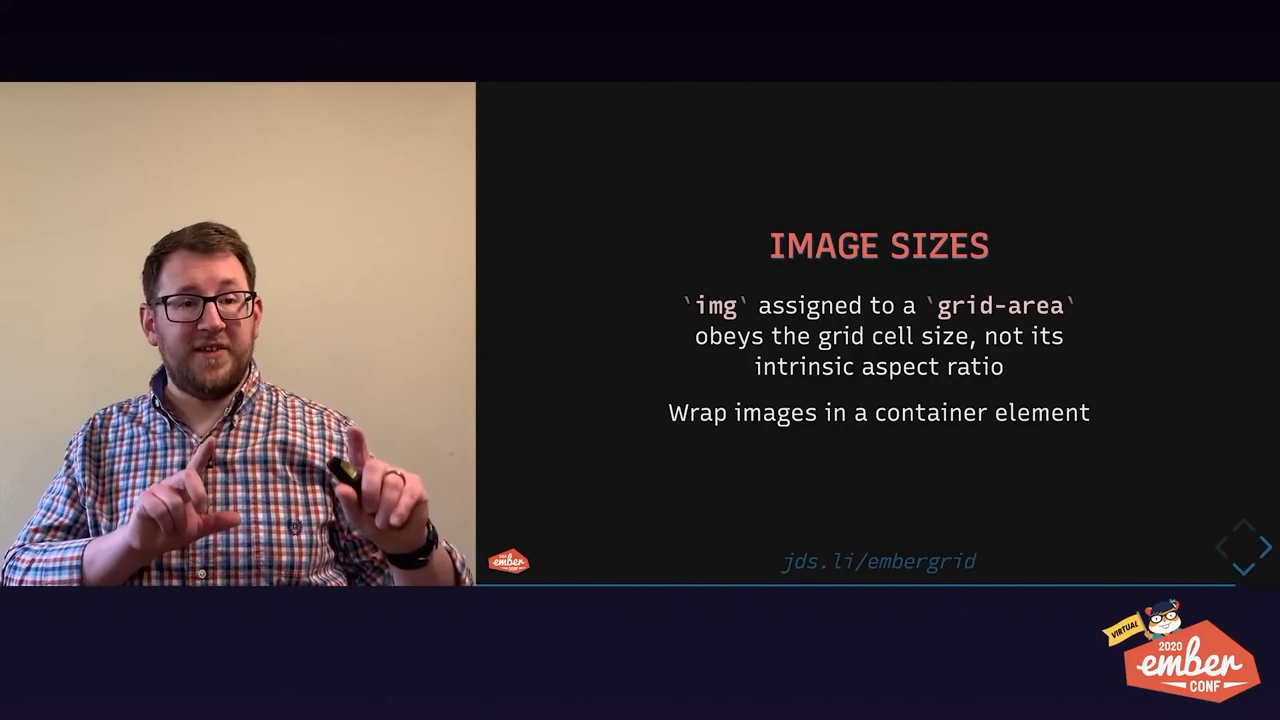 IMAGE SIZES
`img` assigned to a `grid-area`
obeys the grid cell size, not its
intrinsic aspect ratio
Wrap images in a container element
ember
CONF
jds.li/embergrid
VIRTUAL
2020
ember
CONF